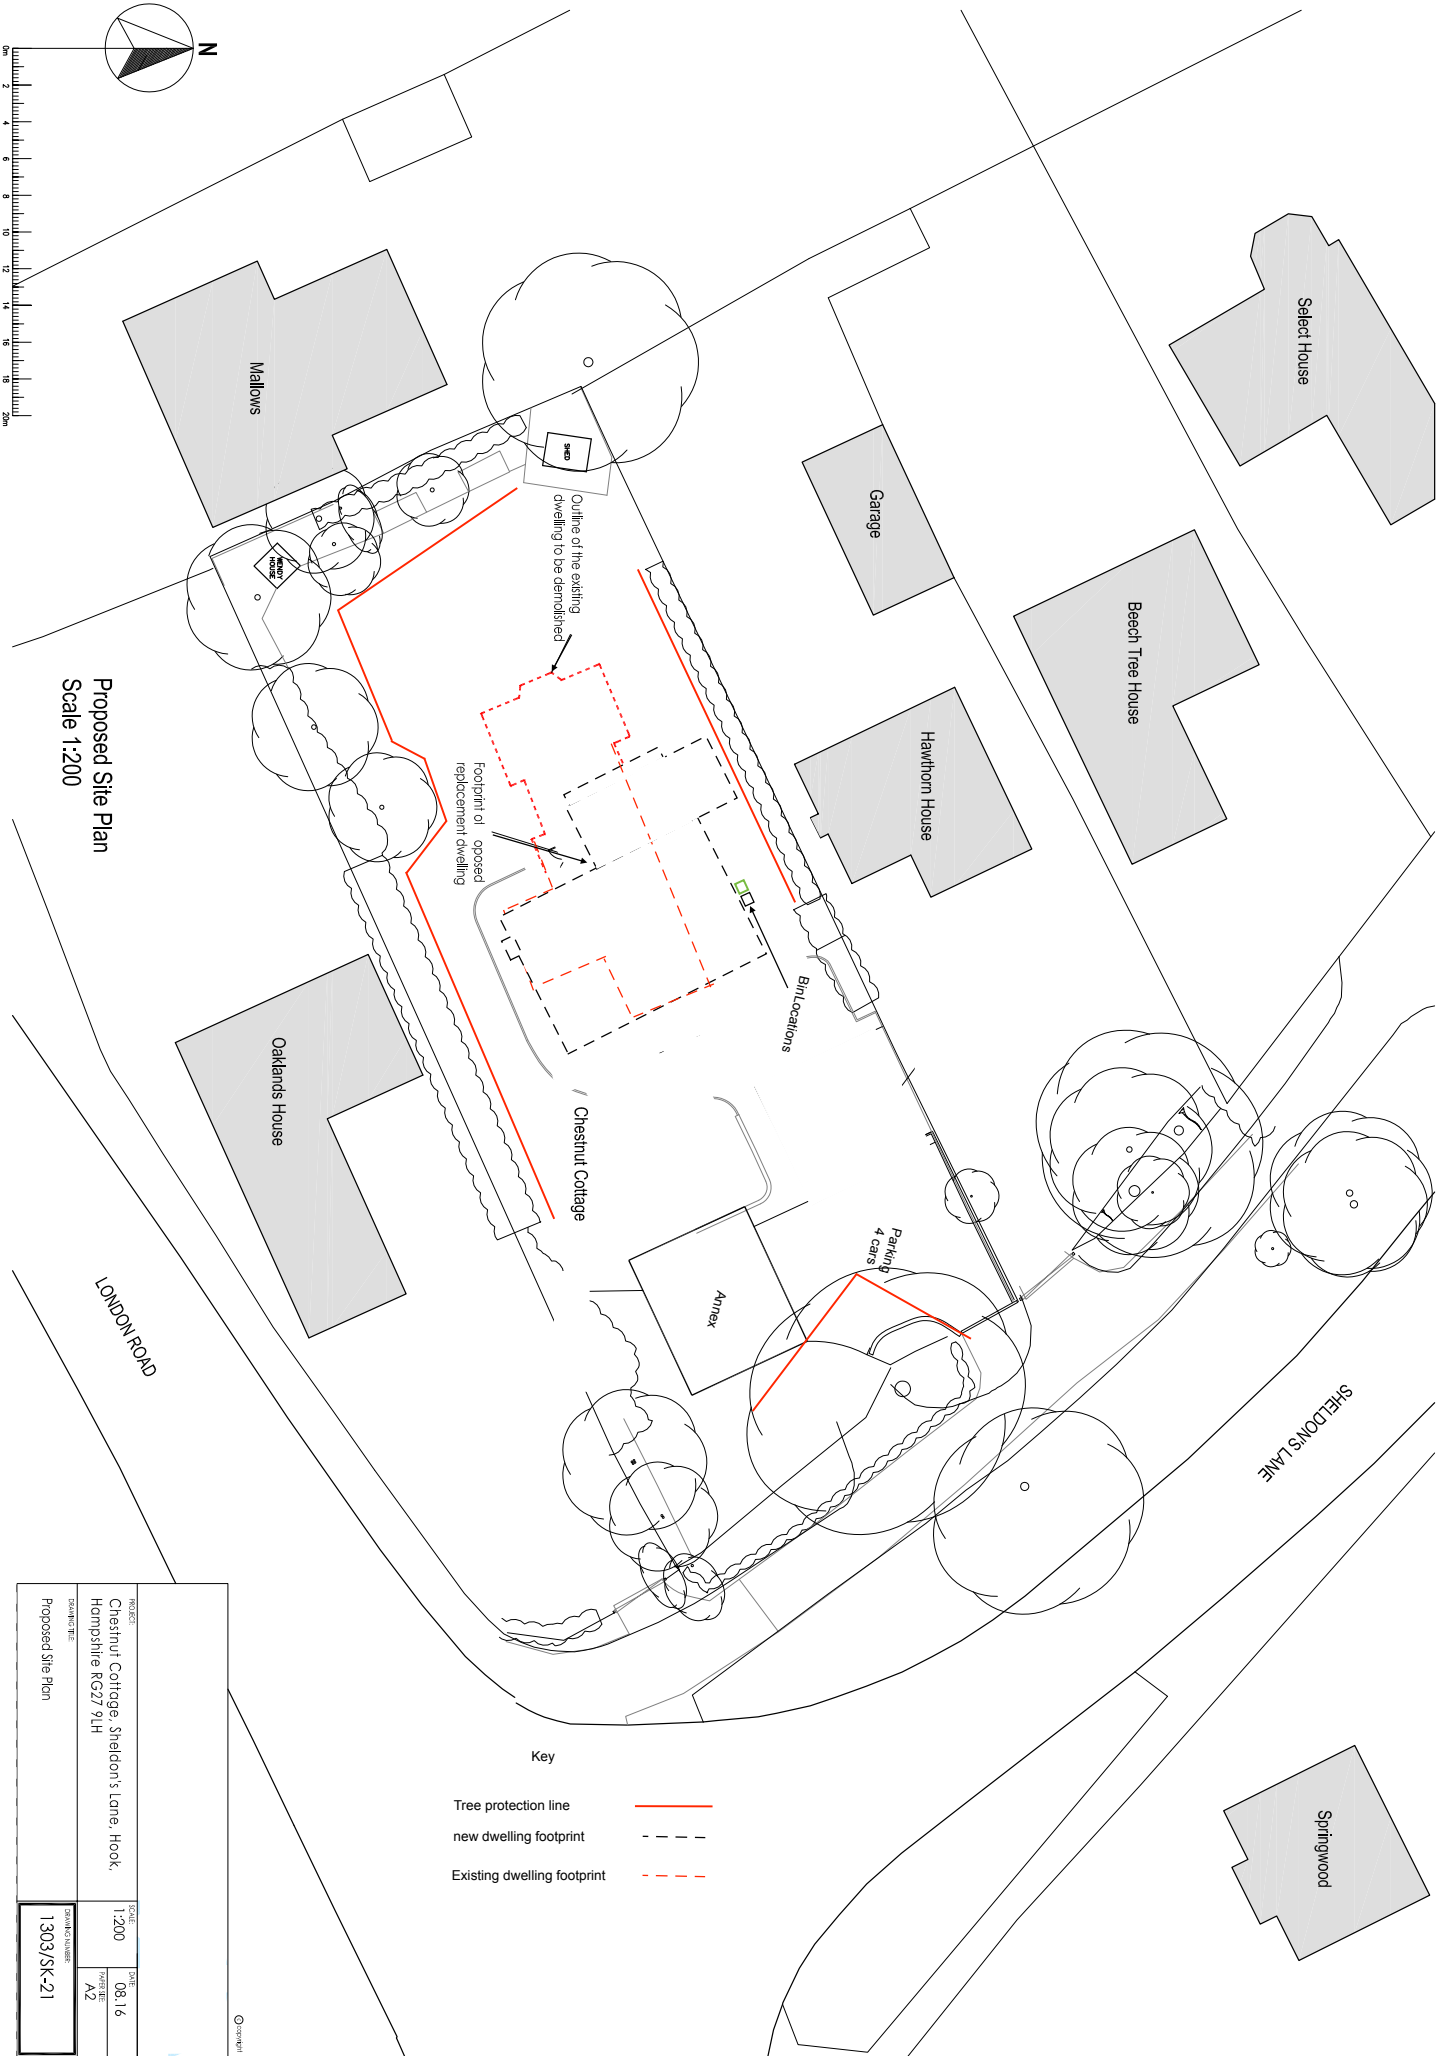 N
0m
2
4
6
8
10
12
14
16
18
20m
Select House
Mallows
SHED
Garage
Outline of the existing
dwelling to be demolished
WENDY
HOUSE
Beech Tree House
Hawthorn House
Proposed Site Plan
Scale 1:200
Footprint of oposed
replacement dwelling
Bin Locations
Oaklands House
Chestnut Cottage
Parking
4 cars
Annex
LONDON ROAD
SHELDON'S LANE
Key
Tree protection line
new dwelling footprint
Existing dwelling footprint
Springwood
PROJECT:
Chestnut Cottage, Sheldon's Lane, Hook,
Hampshire RG27 9LH
DRAWING TITLE:
Proposed Site Plan
SCALE:
1:200
DATE:
08.16
PAPER SIZE:
A2
DRAWING NUMBER:
1303/SK-21
© copyright